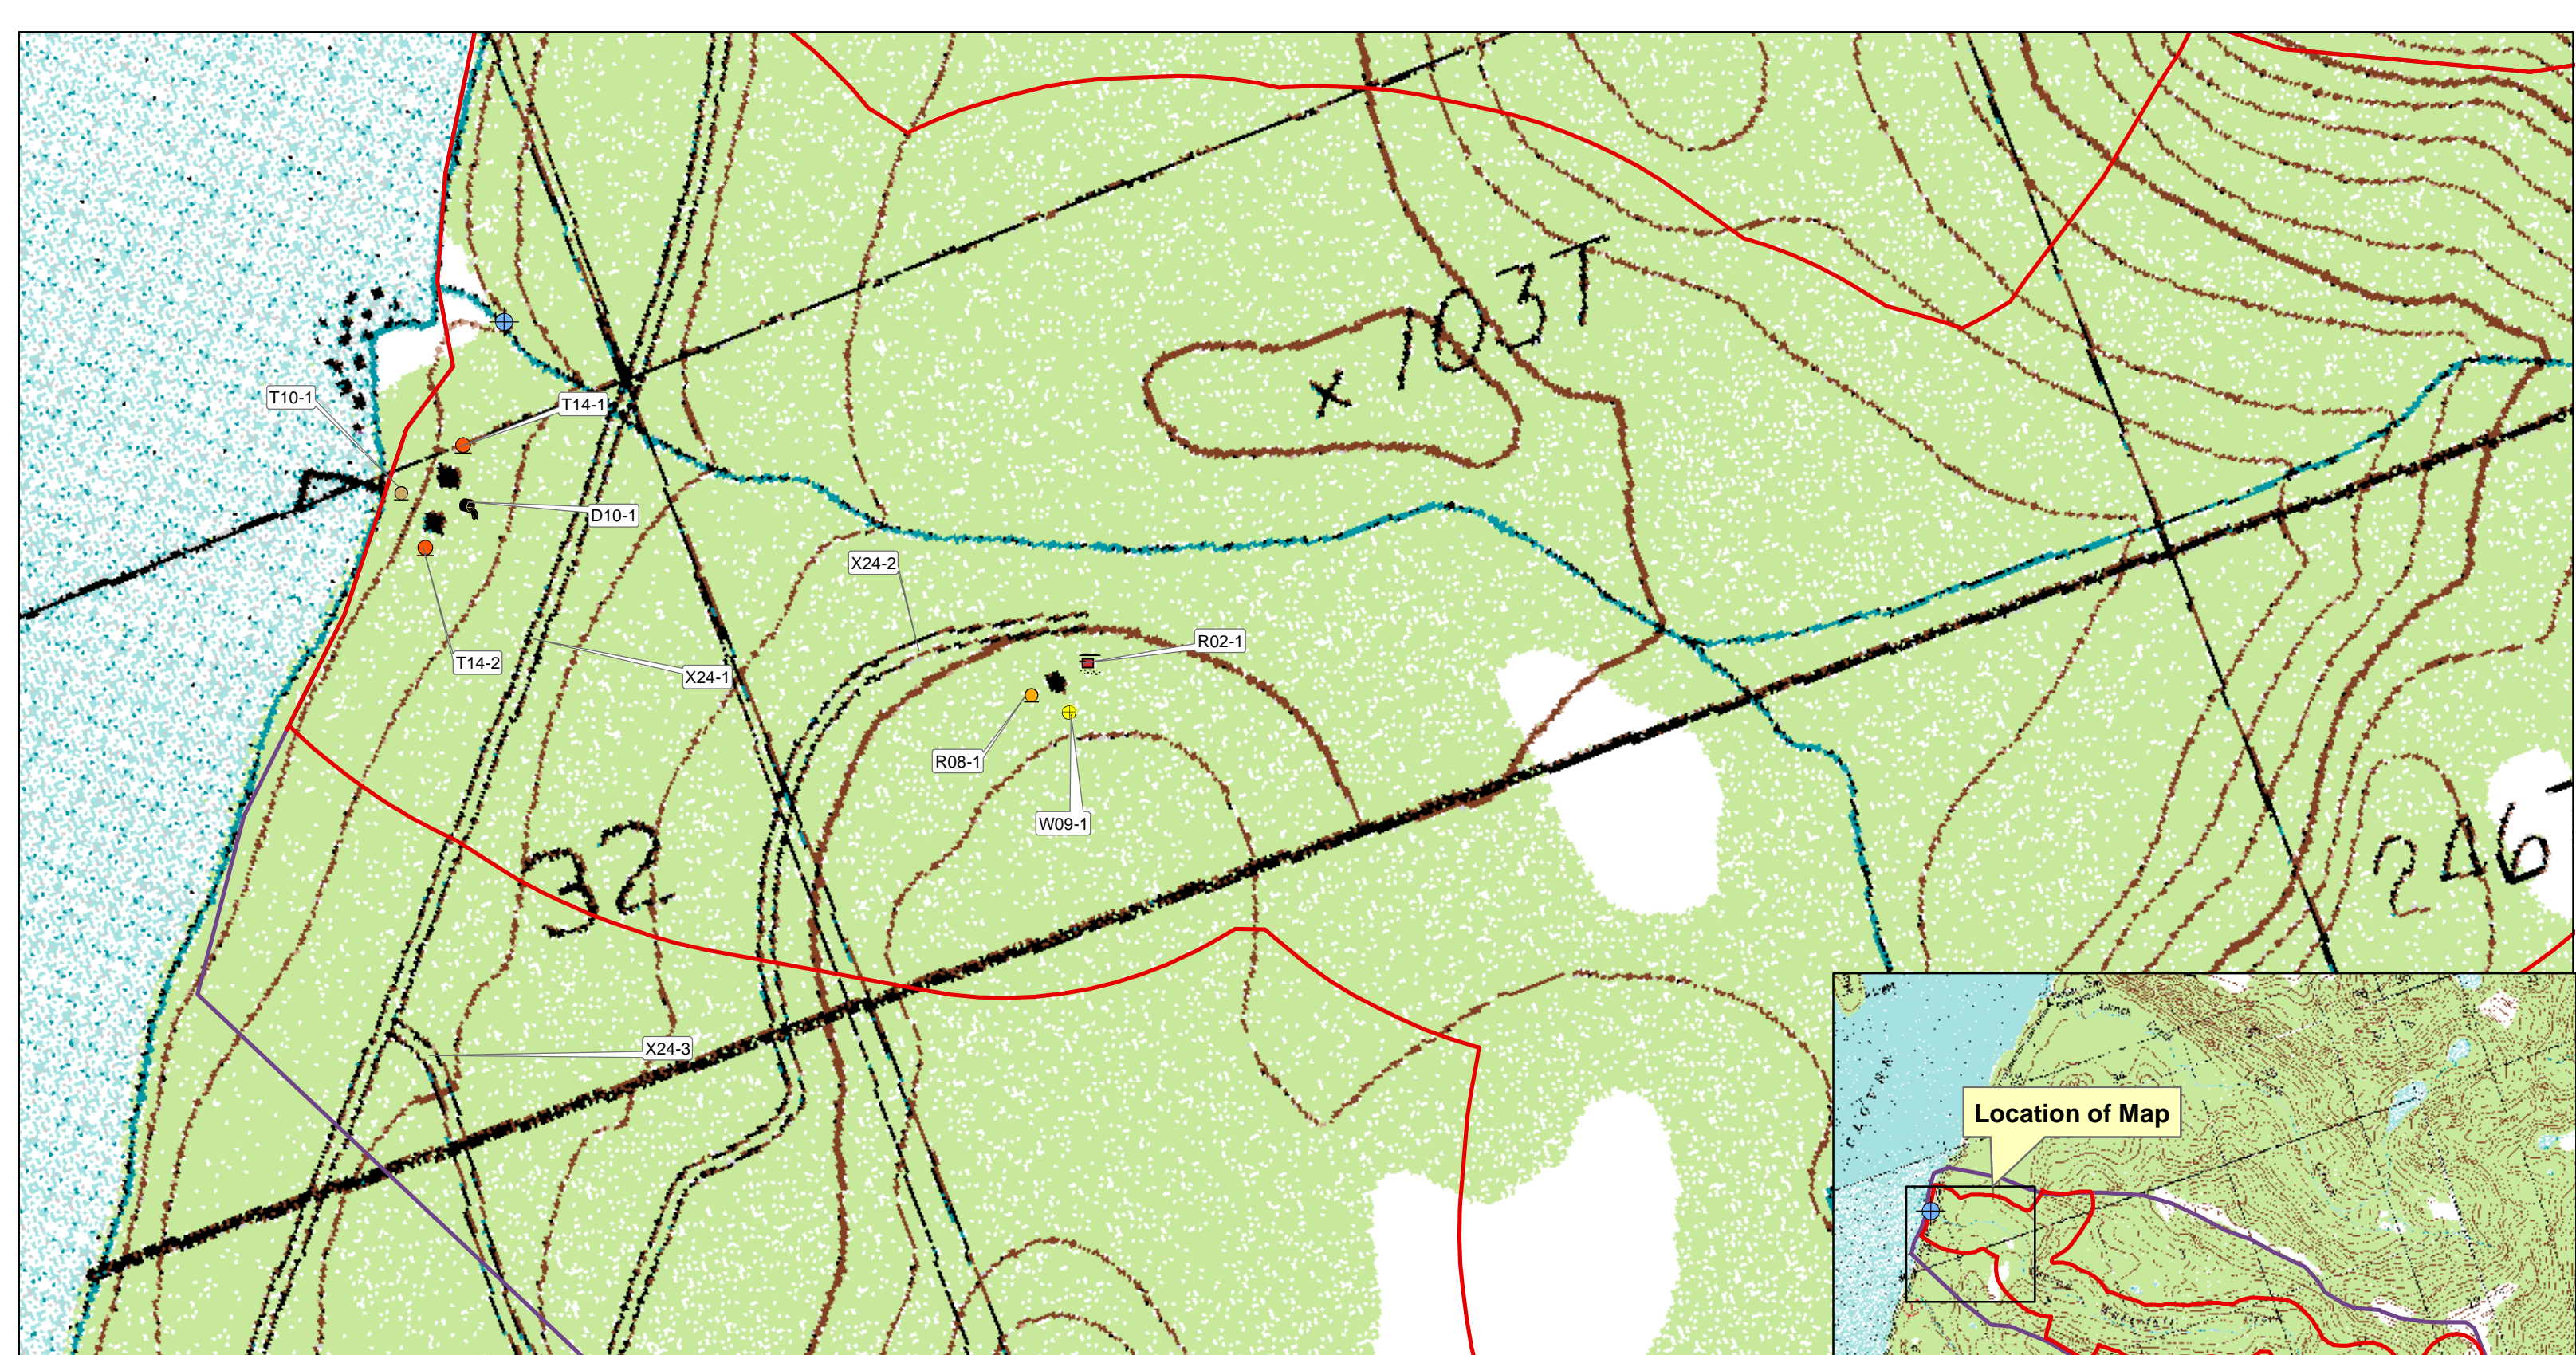 103T
T10-1
T14-1
D10-1
X24-2
R02-1
T14-2
X24-1
R08-1
W09-1
32
246
X24-3
Location of Map